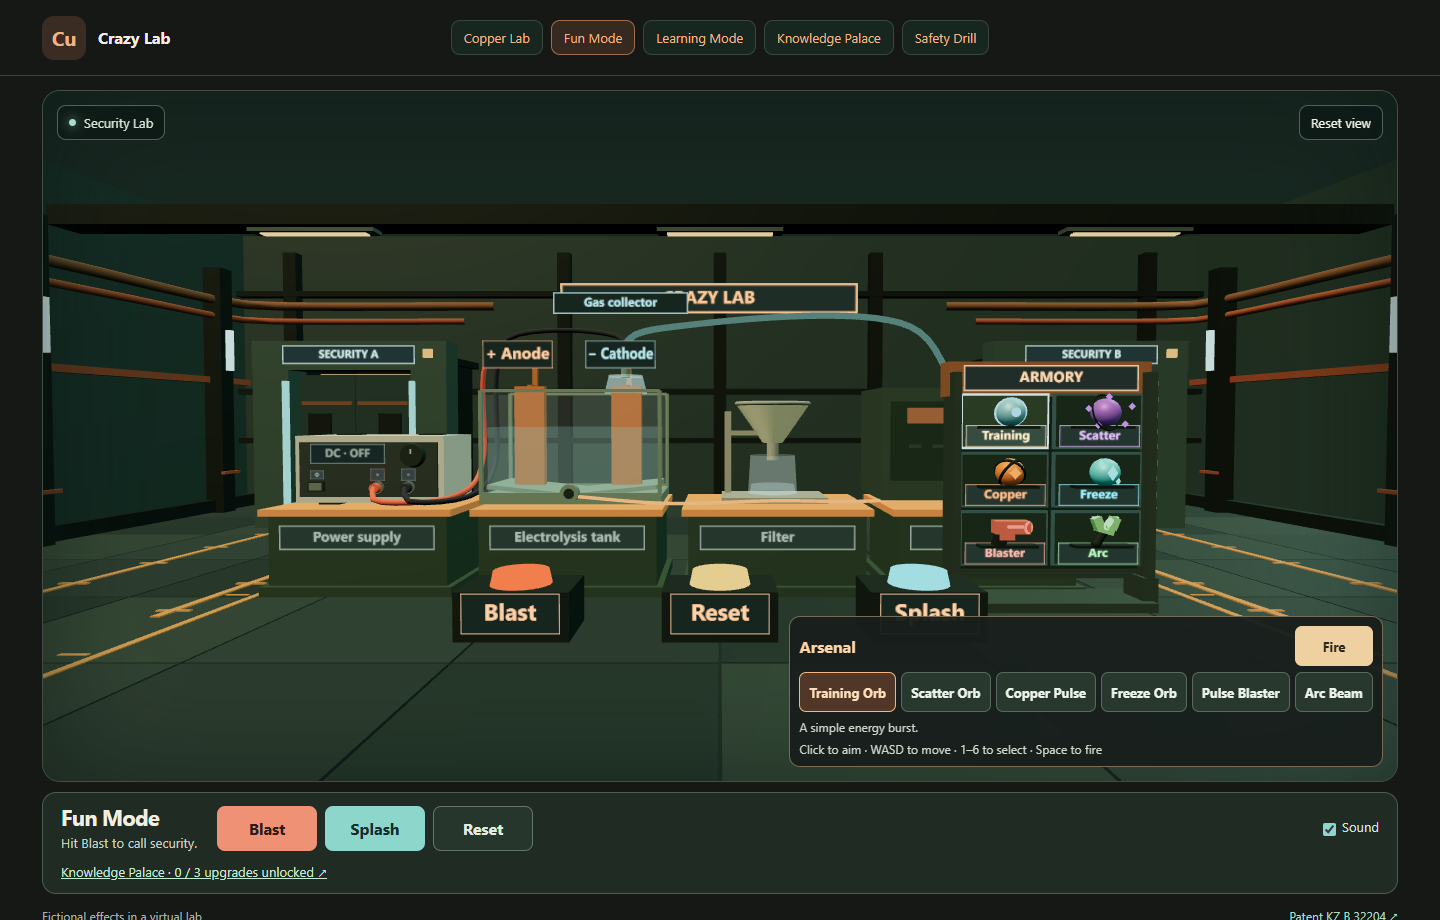 Cu
Crazy Lab
Copper Lab
Fun Mode
Learning Mode
Knowledge Palace
Safety Drill
Security Lab
Reset view
Gas collector
AZY LAB
SECURITY A
+ Anode
− Cathode
SECURITY B
ARMORY
Training
Scatter
Copper
Freeze
Blaster
Arc
DC · OFF
Power supply
Electrolysis tank
Filter
Blast
Reset
Splash
Arsenal
Fire
Training Orb
Scatter Orb
Copper Pulse
Freeze Orb
Pulse Blaster
Arc Beam
A simple energy burst.
Click to aim · WASD to move · 1–6 to select · Space to fire
Fun Mode
Hit Blast to call security.
Blast
Splash
Reset
Sound
Knowledge Palace · 0 / 3 upgrades unlocked ↗
Fictional effects in a virtual lab
Patent KZ B 32204 ↗